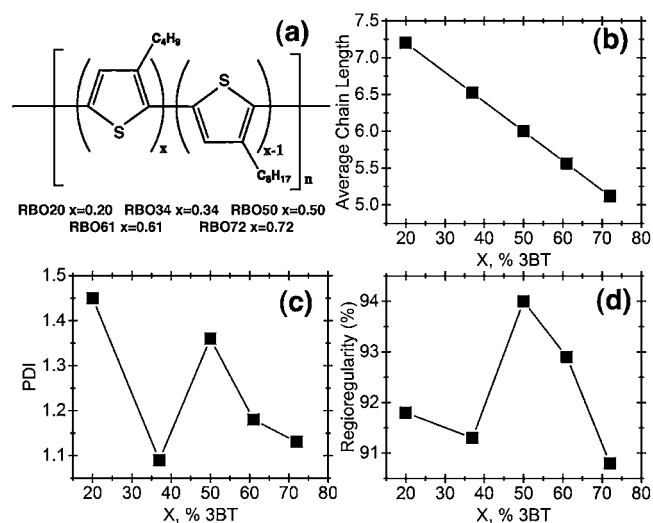 (a)
C₄H₉
S
S
x
x-1
n
C₈H₁₇
RBO20 x=0.20 RBO34 x=0.34 RBO50 x=0.50
RBO61 x=0.61 RBO72 x=0.72
(b)
Average Chain Length
7.5
7.0
6.5
6.0
5.5
5.0
20 30 40 50 60 70 80
X, % 3BT
(c)
PDI
1.5
1.4
1.3
1.2
1.1
20 30 40 50 60 70 80
X, % 3BT
(d)
Regioregularity (%)
94
93
92
91
20 30 40 50 60 70 80
X, % 3BT